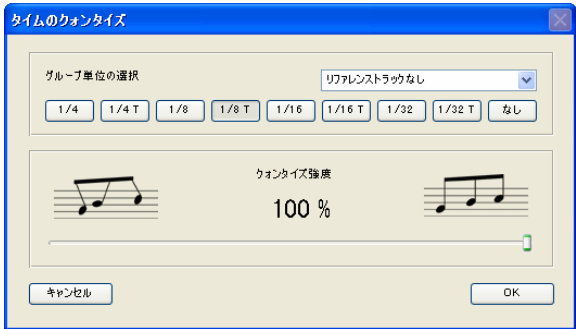 タイムのクォンタイズ
グループ単位の選択
リファレンストラックなし
1/4 1/4 T 1/8 1/8 T 1/16 1/16 T 1/32 1/32 T なし
クォンタイズ強度
100 %
キャンセル
OK